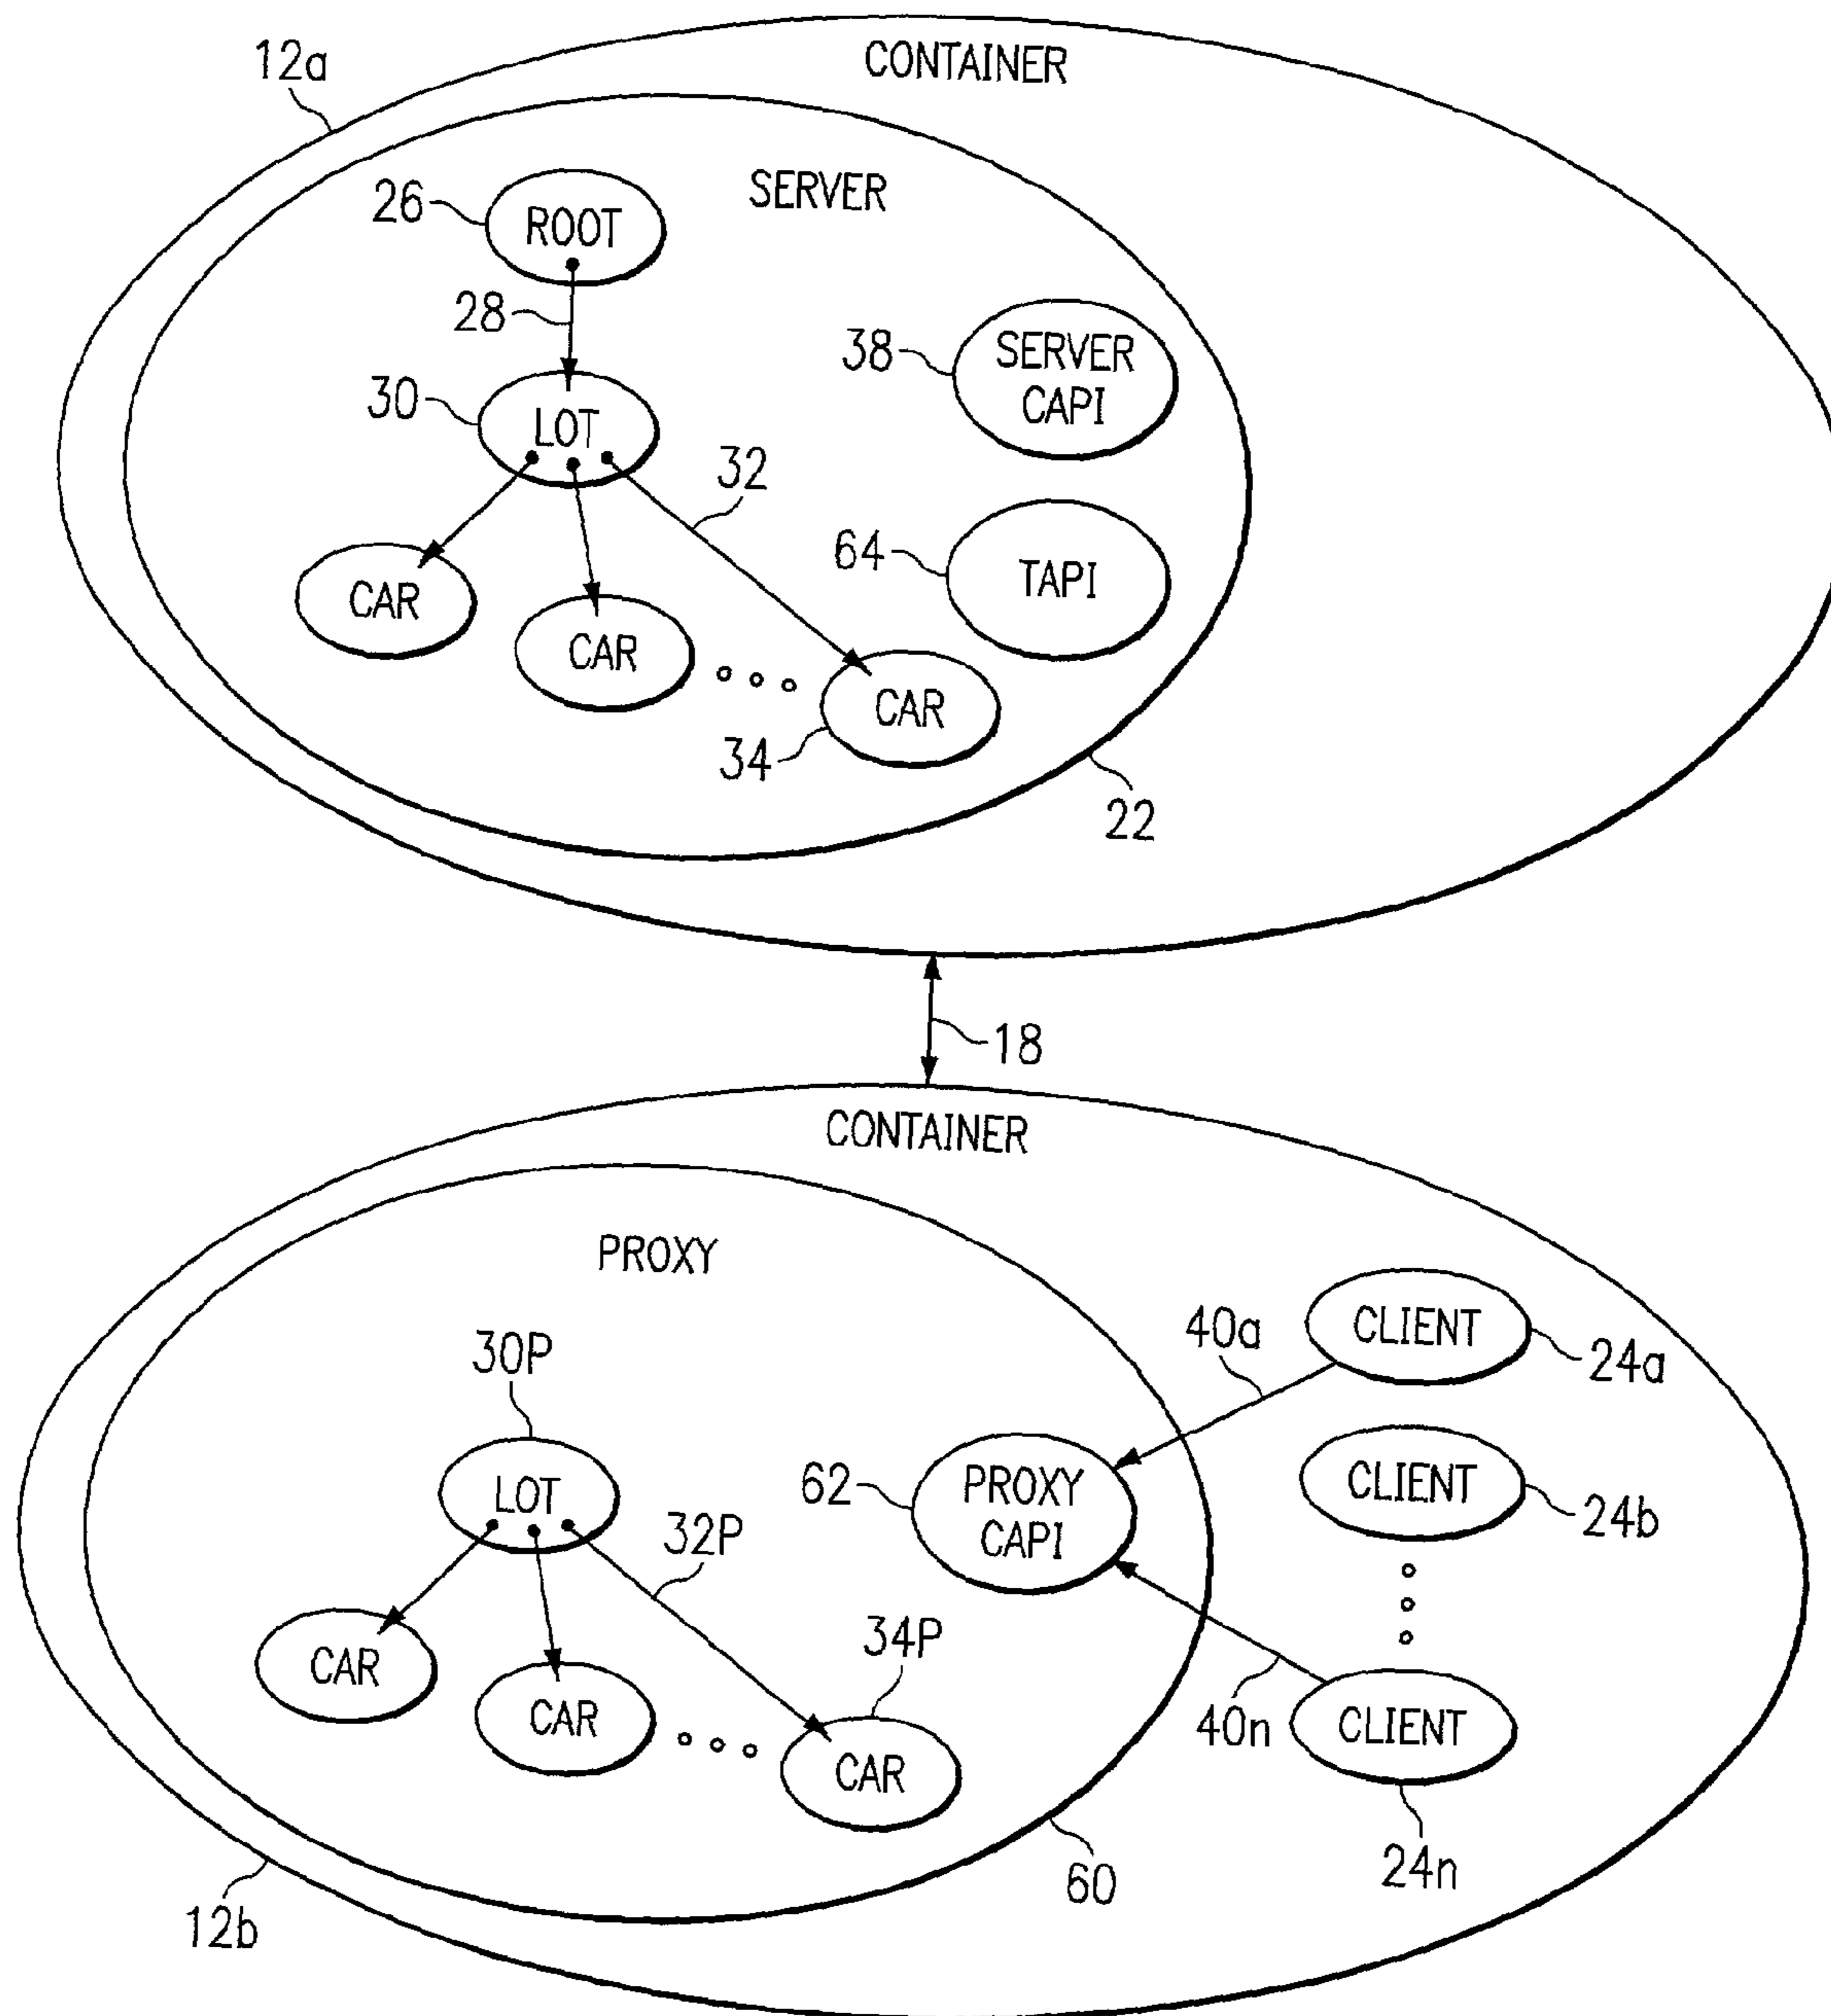 12a
CONTAINER
SERVER
26
ROOT
28
38
SERVER
CAPI
30
LOT
32
64
TAPI
CAR
CAR
CAR
34
22
18
CONTAINER
PROXY
30P
40a
CLIENT
24a
LOT
62
PROXY
CAPI
CLIENT
24b
32P
34P
CAR
CAR
CAR
40n
CLIENT
60
24n
12b